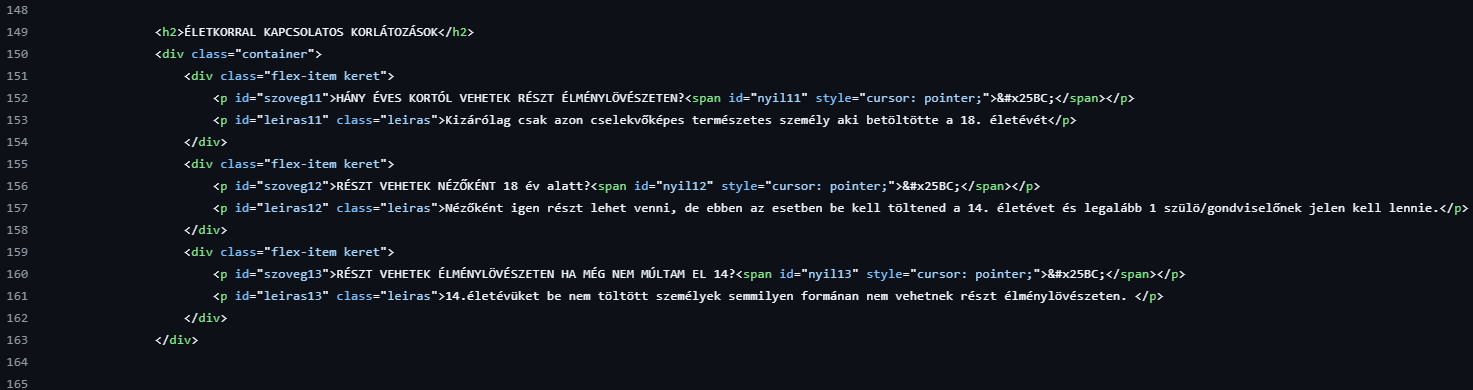 148
149 <h2>ÉLETKORRAL KAPCSOLATOS KORLÁTOZÁSOK</h2>
150 <div class="container">
151 <div class="flex-item keret">
152 <p id="szoveg11">HÁNY ÉVES KORTÓL VEHETEK RÉSZT ÉLMÉNYLÖVÉSZETEN?<span id="nyil11" style="cursor: pointer;">&#x25BC;</span></p>
153 <p id="leiras11" class="leiras">Kizárólag csak azon cselekvőképes természetes személy aki betöltötte a 18. életévét</p>
154 </div>
155 <div class="flex-item keret">
156 <p id="szoveg12">RÉSZT VEHETEK NÉZŐKÉNT 18 év alatt?<span id="nyil12" style="cursor: pointer;">&#x25BC;</span></p>
157 <p id="leiras12" class="leiras">Nézőként igen részt lehet venni, de ebben az esetben be kell töltened a 14. életévet és legalább 1 szülö/gondviselőnek jelen kell lennie.</p>
158 </div>
159 <div class="flex-item keret">
160 <p id="szoveg13">RÉSZT VEHETEK ÉLMÉNYLÖVÉSZETEN HA MÉG NEM MÚLTAM EL 14?<span id="nyil13" style="cursor: pointer;">&#x25BC;</span></p>
161 <p id="leiras13" class="leiras">14.életévüket be nem töltött személyek semmilyen formánan nem vehetnek részt élménylövészeten. </p>
162 </div>
163 </div>
164
165